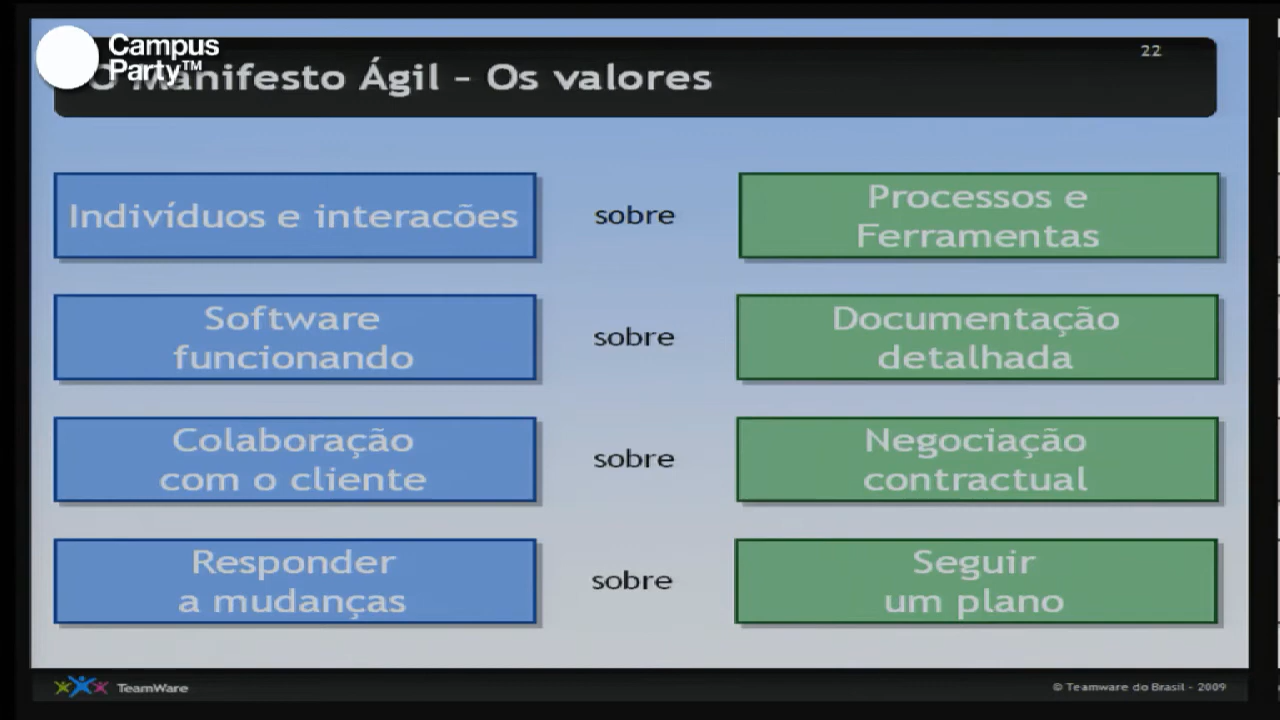 Campus
Party™
O Manifesto Ágil – Os valores
22
Indivíduos e interacões
sobre
Processos e
Ferramentas
Software
funcionando
sobre
Documentação
detalhada
Colaboração
com o cliente
sobre
Negociação
contractual
Responder
a mudanças
sobre
Seguir
um plano
TeamWare
© Teamware do Brasil - 2009